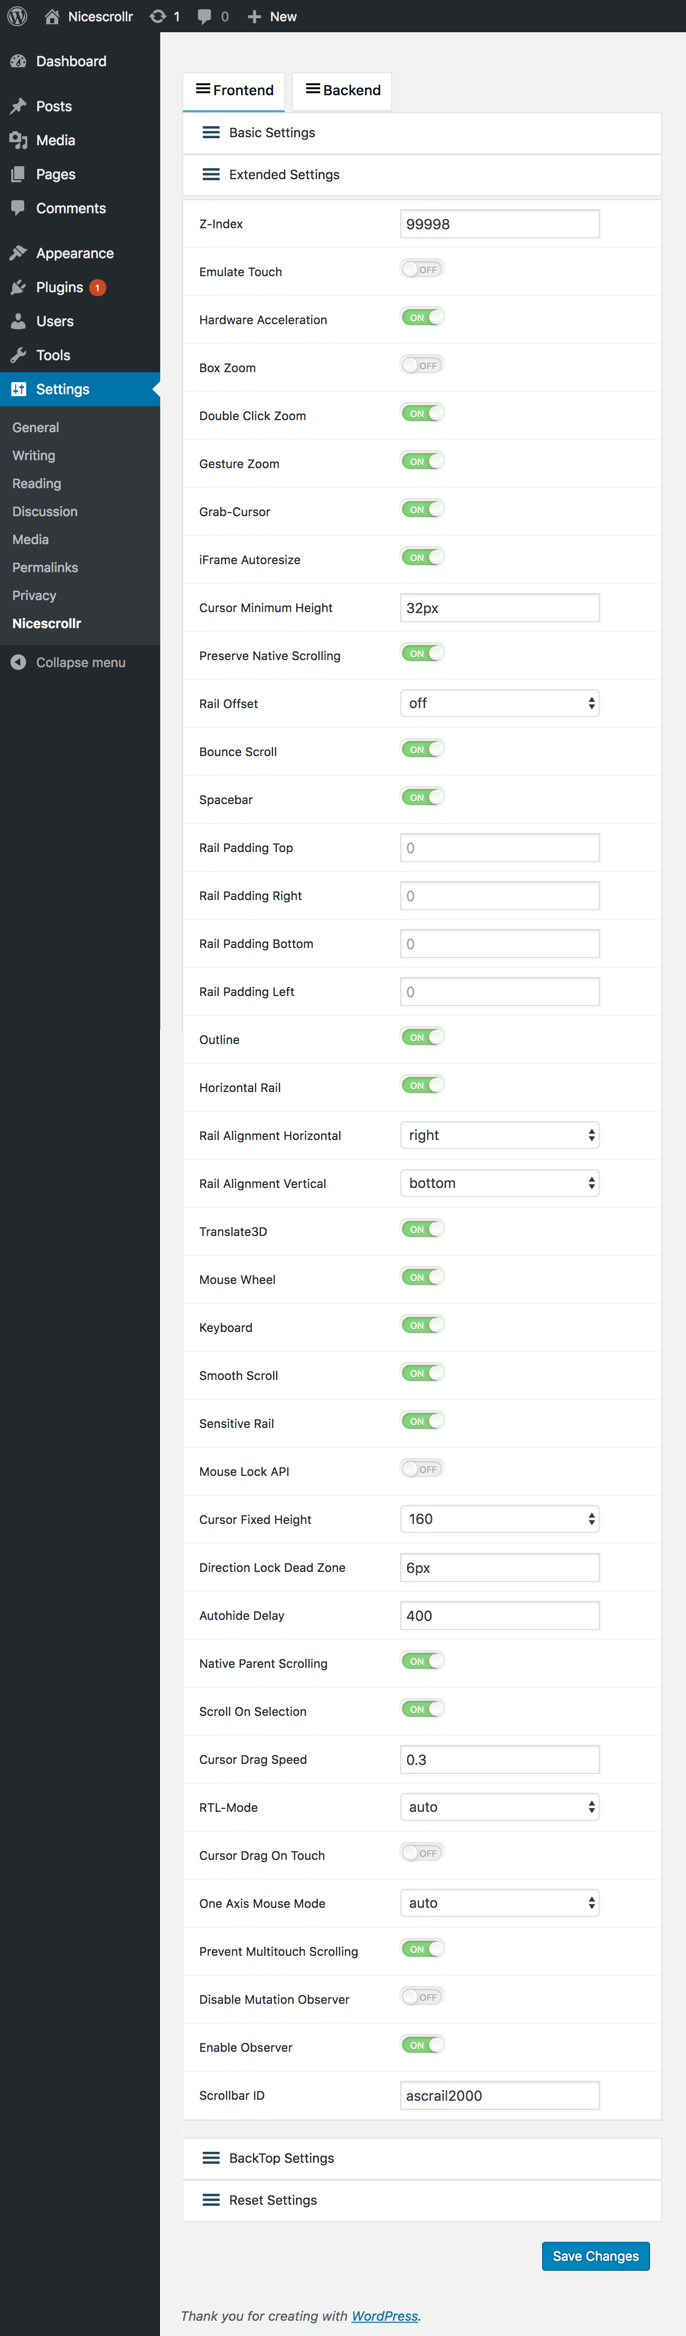 Nicescrollr 1 0 New
Dashboard
Posts
Media
Pages
Comments
Appearance
Plugins 1
Users
Tools
Settings
General
Writing
Reading
Discussion
Media
Permalinks
Privacy
Nicescrollr
Collapse menu
Frontend Backend
Basic Settings
Extended Settings
Z-Index 99998
Emulate Touch OFF
Hardware Acceleration ON
Box Zoom OFF
Double Click Zoom ON
Gesture Zoom ON
Grab-Cursor ON
iFrame Autoresize ON
Cursor Minimum Height 32px
Preserve Native Scrolling ON
Rail Offset off
Bounce Scroll ON
Spacebar ON
Rail Padding Top 0
Rail Padding Right 0
Rail Padding Bottom 0
Rail Padding Left 0
Outline ON
Horizontal Rail ON
Rail Alignment Horizontal right
Rail Alignment Vertical bottom
Translate3D ON
Mouse Wheel ON
Keyboard ON
Smooth Scroll ON
Sensitive Rail ON
Mouse Lock API OFF
Cursor Fixed Height 160
Direction Lock Dead Zone 6px
Autohide Delay 400
Native Parent Scrolling ON
Scroll On Selection ON
Cursor Drag Speed 0.3
RTL-Mode auto
Cursor Drag On Touch OFF
One Axis Mouse Mode auto
Prevent Multitouch Scrolling ON
Disable Mutation Observer OFF
Enable Observer ON
Scrollbar ID ascrail2000
BackTop Settings
Reset Settings
Save Changes
Thank you for creating with WordPress.